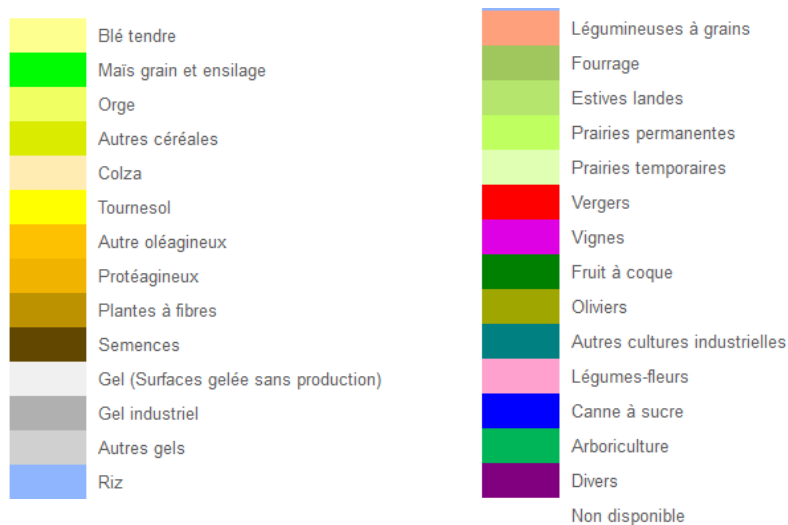 Blé tendre
Maïs grain et ensilage
Orge
Autres céréales
Colza
Tournesol
Autre oléagineux
Protéagineux
Plantes à fibres
Semences
Gel (Surfaces gelée sans production)
Gel industriel
Autres gels
Riz
Légumineuses à grains
Fourrage
Estives landes
Prairies permanentes
Prairies temporaires
Vergers
Vignes
Fruit à coque
Oliviers
Autres cultures industrielles
Légumes-fleurs
Canne à sucre
Arboriculture
Divers
Non disponible